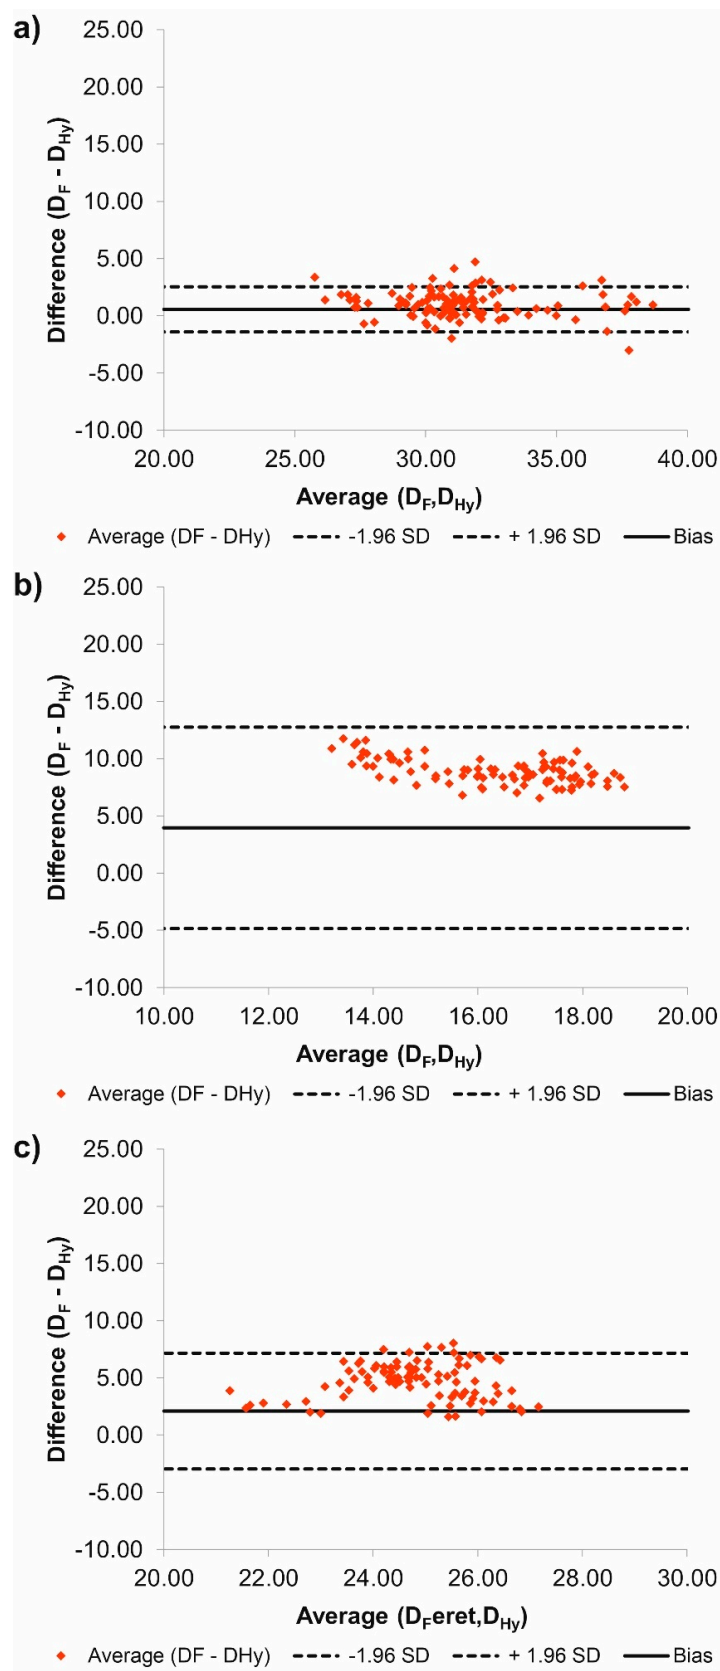 a)
25.00
20.00
15.00
10.00
5.00
0.00
-5.00
-10.00
Difference (DF - DHy)
20.00 25.00 30.00 35.00 40.00
Average (DF,DHy)
Average (DF - DHy) -1.96 SD + 1.96 SD Bias
b)
25.00
20.00
15.00
10.00
5.00
0.00
-5.00
-10.00
Difference (DF - DHy)
10.00 12.00 14.00 16.00 18.00 20.00
Average (DF,DHy)
Average (DF - DHy) -1.96 SD + 1.96 SD Bias
c)
25.00
20.00
15.00
10.00
5.00
0.00
-5.00
-10.00
Difference (DF - DHy)
20.00 22.00 24.00 26.00 28.00 30.00
Average (DFeret,DHy)
Average (DF - DHy) -1.96 SD + 1.96 SD Bias